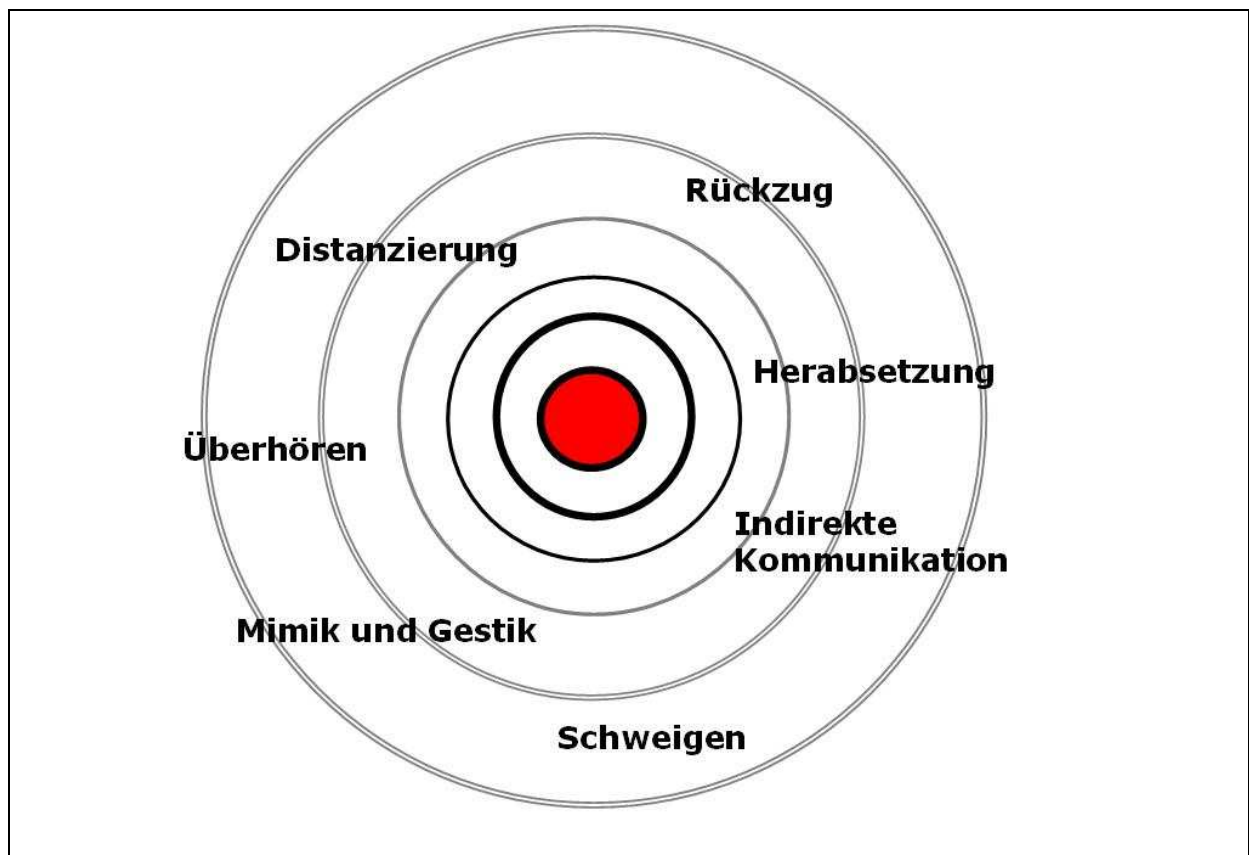 Rückzug
Distanzierung
Herabsetzung
Überhören
Indirekte
Kommunikation
Mimik und Gestik
Schweigen